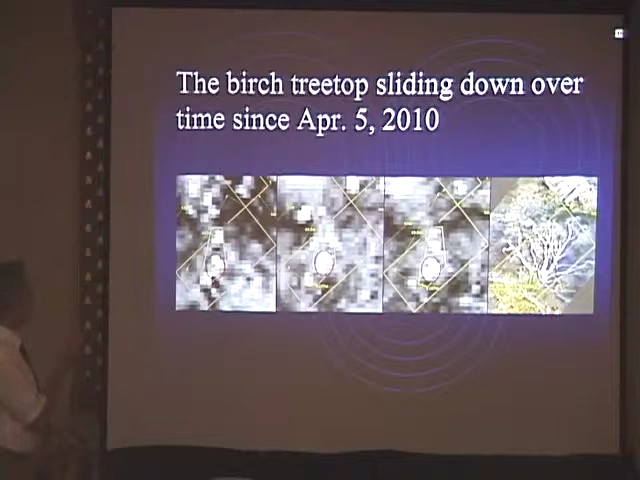 The birch treetop sliding down over
time since Apr. 5, 2010